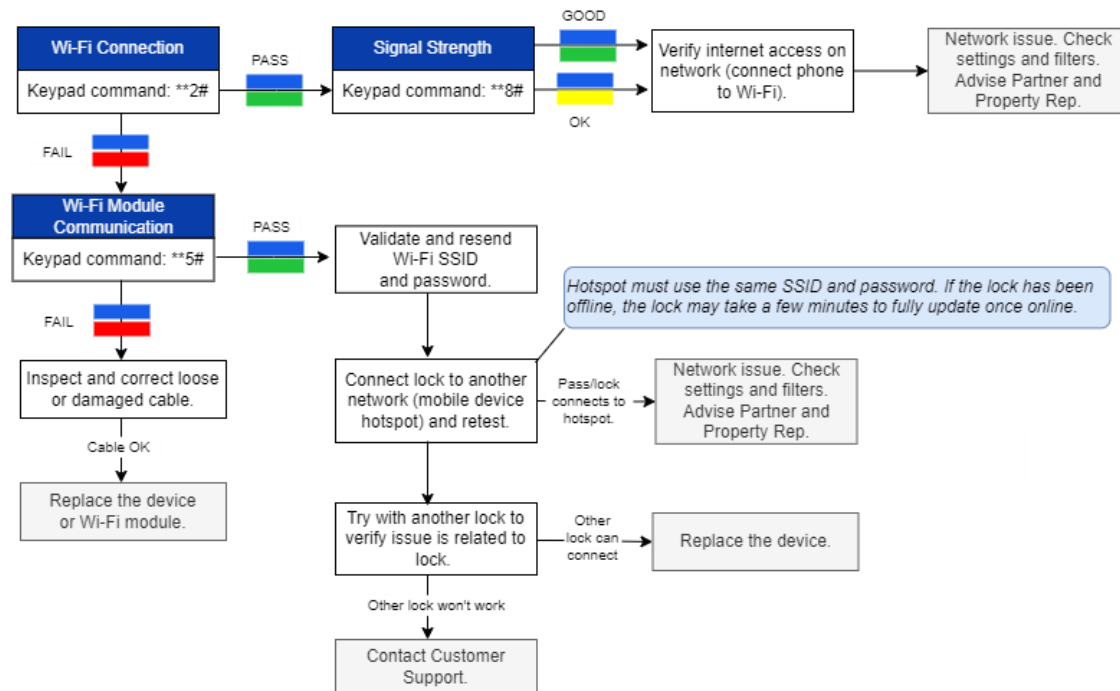 GOOD
Wi-Fi Connection
Keypad command: **2#
PASS
Signal Strength
Keypad command: **8#
OK
Verify internet access on
network (connect phone
to Wi-Fi).
Network issue. Check
settings and filters.
Advise Partner and
Property Rep.
FAIL
Wi-Fi Module
Communication
Keypad command: **5#
PASS
Validate and resend
Wi-Fi SSID
and password.
Hotspot must use the same SSID and password. If the lock has been
offline, the lock may take a few minutes to fully update once online.
FAIL
Inspect and correct loose
or damaged cable.
Cable OK
Replace the device
or Wi-Fi module.
Connect lock to another
network (mobile device
hotspot) and retest.
Pass/lock
connects to
hotspot.
Network issue. Check
settings and filters.
Advise Partner and
Property Rep.
Try with another lock to
verify issue is related to
lock.
Other
lock can
connect
Replace the device.
Other lock won't work
Contact Customer
Support.